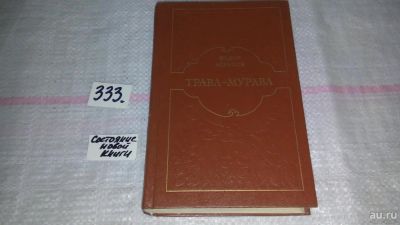 333.
СОСТОЯНИЕ
НОВОЙ
КНИГИ
ТРАВА-МУРАВА
au.ru